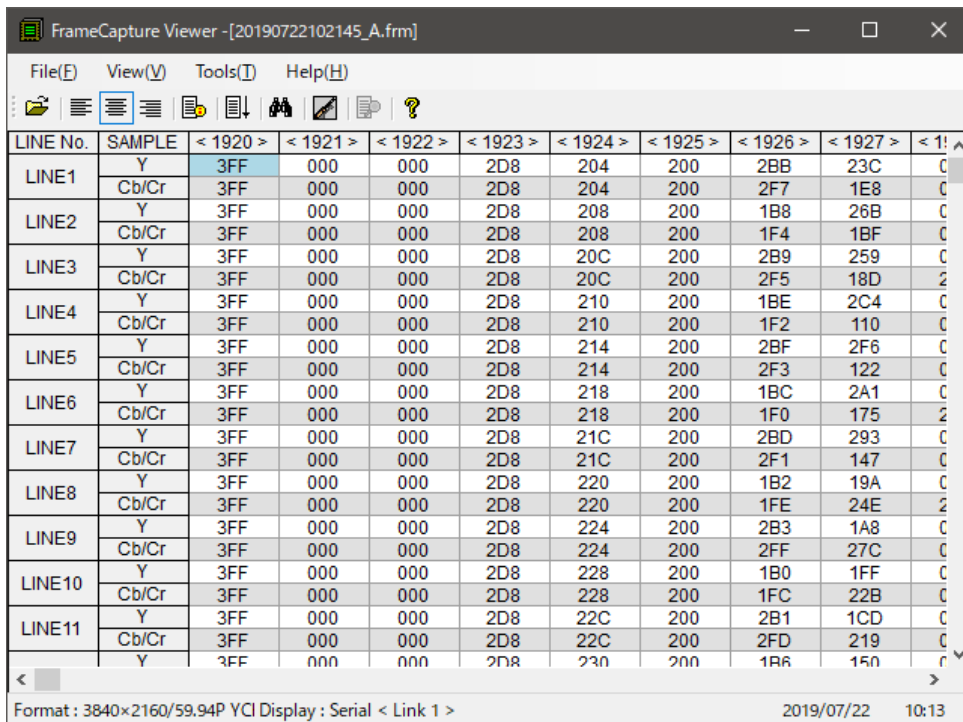 FrameCapture Viewer -[20190722102145_A.frm]
File(F) View(V) Tools(T) Help(H)
LINE No. SAMPLE < 1920 > < 1921 > < 1922 > < 1923 > < 1924 > < 1925 > < 1926 > < 1927 >
LINE1 Y 3FF 000 000 2D8 204 200 2BB 23C
Cb/Cr 3FF 000 000 2D8 204 200 2F7 1E8
LINE2 Y 3FF 000 000 2D8 208 200 1B8 26B
Cb/Cr 3FF 000 000 2D8 208 200 1F4 1BF
LINE3 Y 3FF 000 000 2D8 20C 200 2B9 259
Cb/Cr 3FF 000 000 2D8 20C 200 2F5 18D
LINE4 Y 3FF 000 000 2D8 210 200 1BE 2C4
Cb/Cr 3FF 000 000 2D8 210 200 1F2 110
LINE5 Y 3FF 000 000 2D8 214 200 2BF 2F6
Cb/Cr 3FF 000 000 2D8 214 200 2F3 122
LINE6 Y 3FF 000 000 2D8 218 200 1BC 2A1
Cb/Cr 3FF 000 000 2D8 218 200 1F0 175
LINE7 Y 3FF 000 000 2D8 21C 200 2BD 293
Cb/Cr 3FF 000 000 2D8 21C 200 2F1 147
LINE8 Y 3FF 000 000 2D8 220 200 1B2 19A
Cb/Cr 3FF 000 000 2D8 220 200 1FE 24E
LINE9 Y 3FF 000 000 2D8 224 200 2B3 1A8
Cb/Cr 3FF 000 000 2D8 224 200 2FF 27C
LINE10 Y 3FF 000 000 2D8 228 200 1B0 1FF
Cb/Cr 3FF 000 000 2D8 228 200 1FC 22B
LINE11 Y 3FF 000 000 2D8 22C 200 2B1 1CD
Cb/Cr 3FF 000 000 2D8 22C 200 2FD 219
Y 3FF 000 000 2D8 230 200 1B6 150
Format : 3840×2160/59.94P YCI Display : Serial < Link 1 > 2019/07/22 10:13